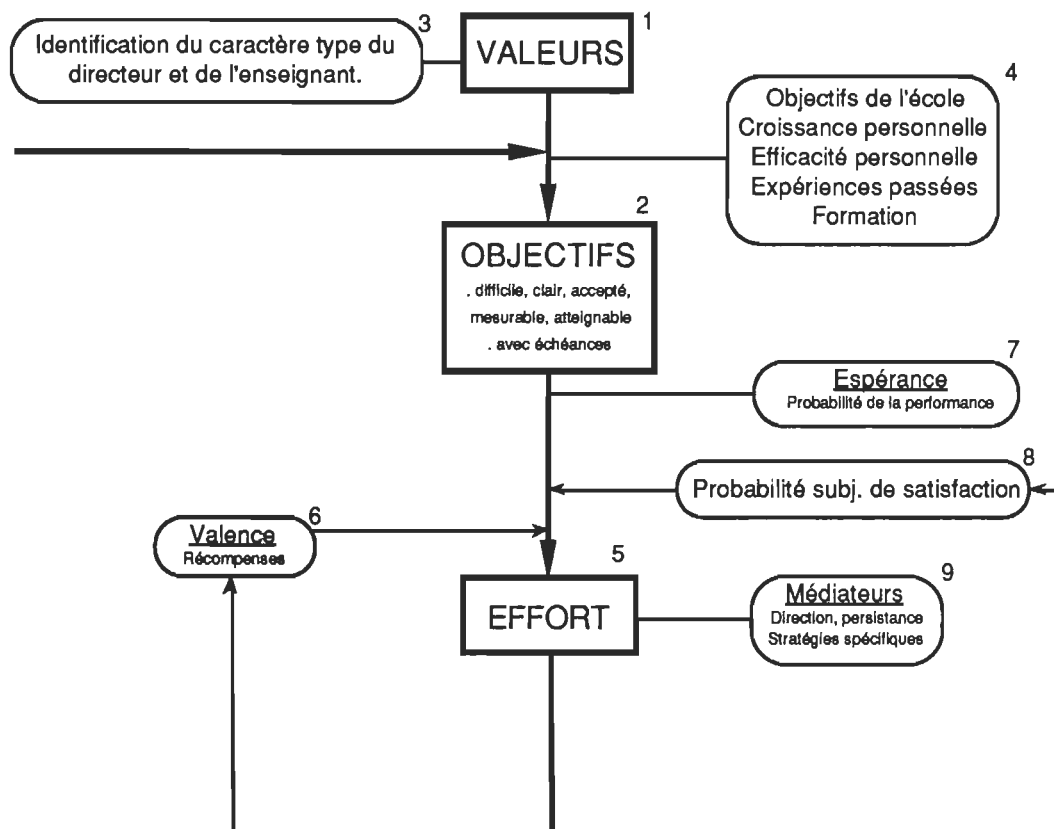 3
Identification du caractère type du
directeur et de l'enseignant.
1
VALEURS
4
Objectifs de l'école
Croissance personnelle
Efficacité personnelle
Expériences passées
Formation
2
OBJECTIFS
. difficile, clair, accepté,
mesurable, atteignable
. avec échéances
7
Espérance
Probabilité de la performance
8
Probabilité subj. de satisfaction
6
Valence
Récompenses
5
EFFORT
9
Médiateurs
Direction, persistance
Stratégies spécifiques